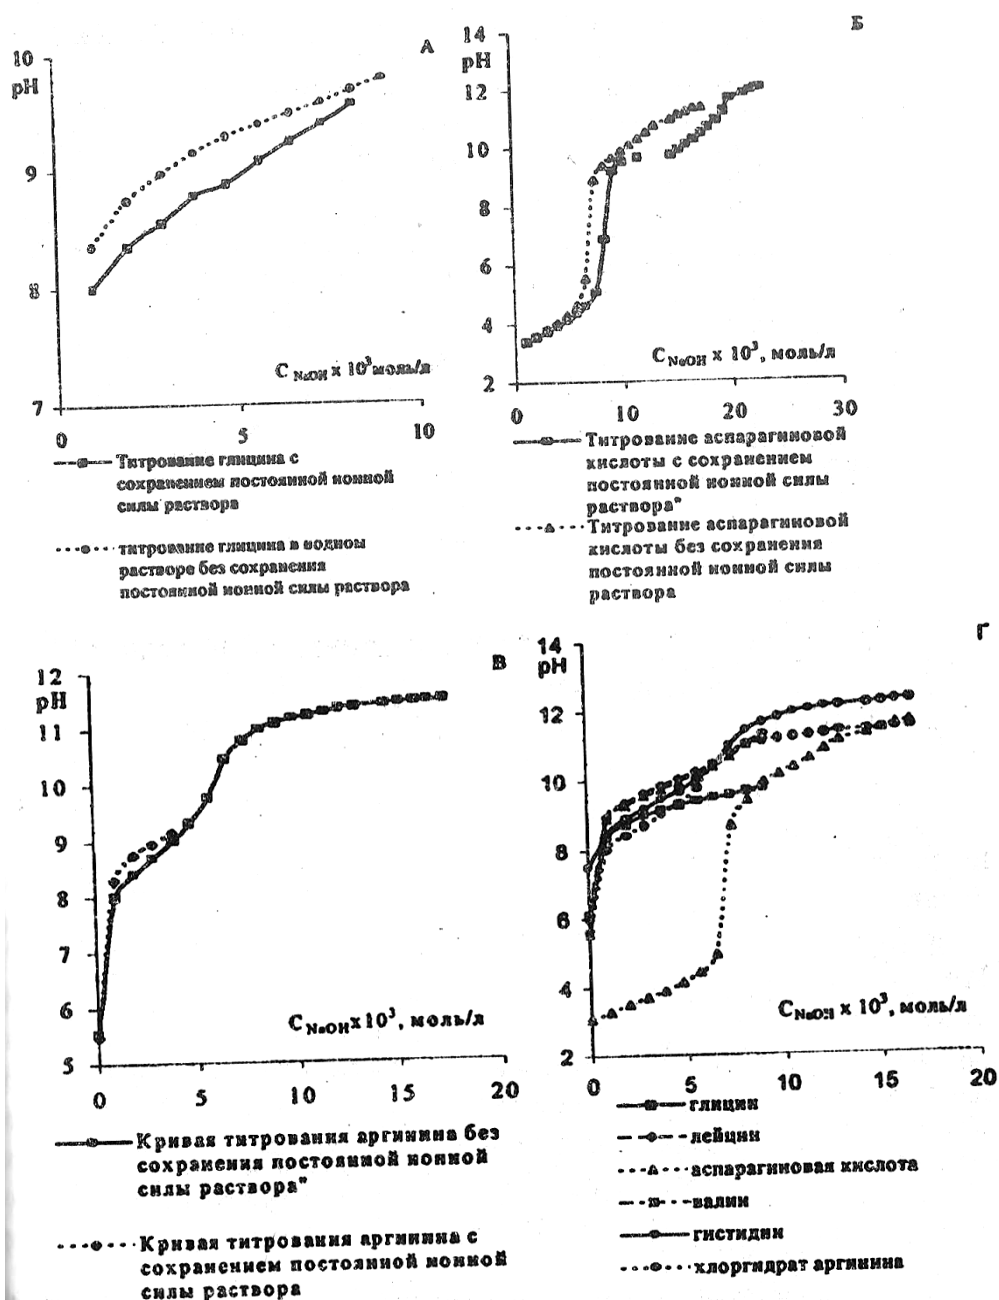 А
10
pH
9
8
7
0
5
10
C NaOH x 10³ моль/л
Титрование глицина с
сохранением постоянной ионной
силы раствора
титрование глицина в водном
растворе без сохранения
постоянной ионной силы раствора
Б
14
pH
12
10
8
6
4
2
0
10
20
30
C NaOH x 10³, моль/л
Титрование аспарагиновой
кислоты с сохранением
постоянной ионной силы
раствора"
Титрование аспарагиновой
кислоты без сохранения
постоянной ионной силы
раствора
В
12
pH
11
10
9
8
7
6
5
0
5
10
15
20
C NaOH x 10³, моль/л
Кривая титрования аргинина без
сохранения постоянной ионной
силы раствора"
Кривая титрования аргинина с
сохранением постоянной ионной
силы раствора
Г
14
pH
12
10
8
6
4
2
0
5
10
15
20
C NaOH x 10³, моль/л
глицин
лейцин
аспарагиновая кислота
валин
гистидин
хлоргидрат аргинина